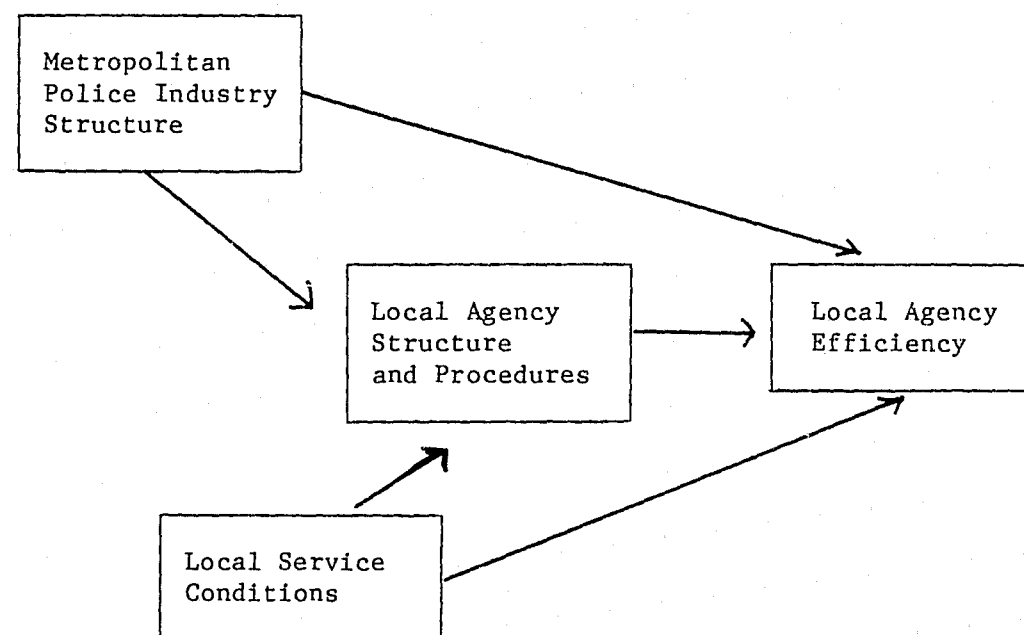 Metropolitan
Police Industry
Structure
Local Agency
Structure
and Procedures
Local Agency
Efficiency
Local Service
Conditions